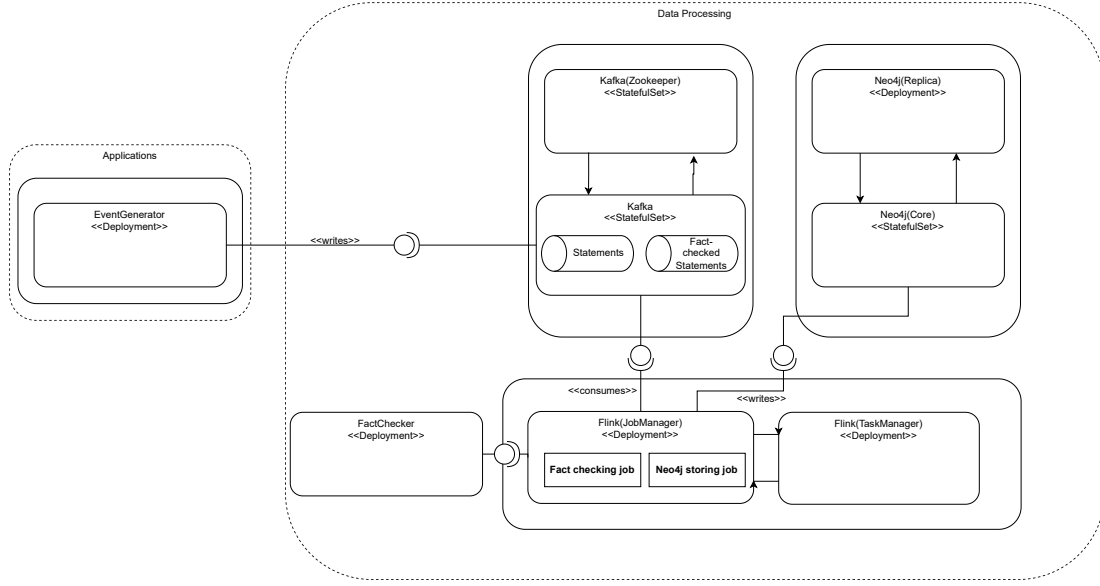 Data Processing
Kafka(Zookeeper)
<<StatefulSet>>
Neo4j(Replica)
<<Deployment>>
Applications
EventGenerator
<<Deployment>>
<<writes>>
Kafka
<<StatefulSet>>
Statements
Fact-
checked
Statements
Neo4j(Core)
<<StatefulSet>>
<<consumes>>
<<writes>>
FactChecker
<<Deployment>>
Flink(JobManager)
<<Deployment>>
Fact checking job
Neo4j storing job
Flink(TaskManager)
<<Deployment>>